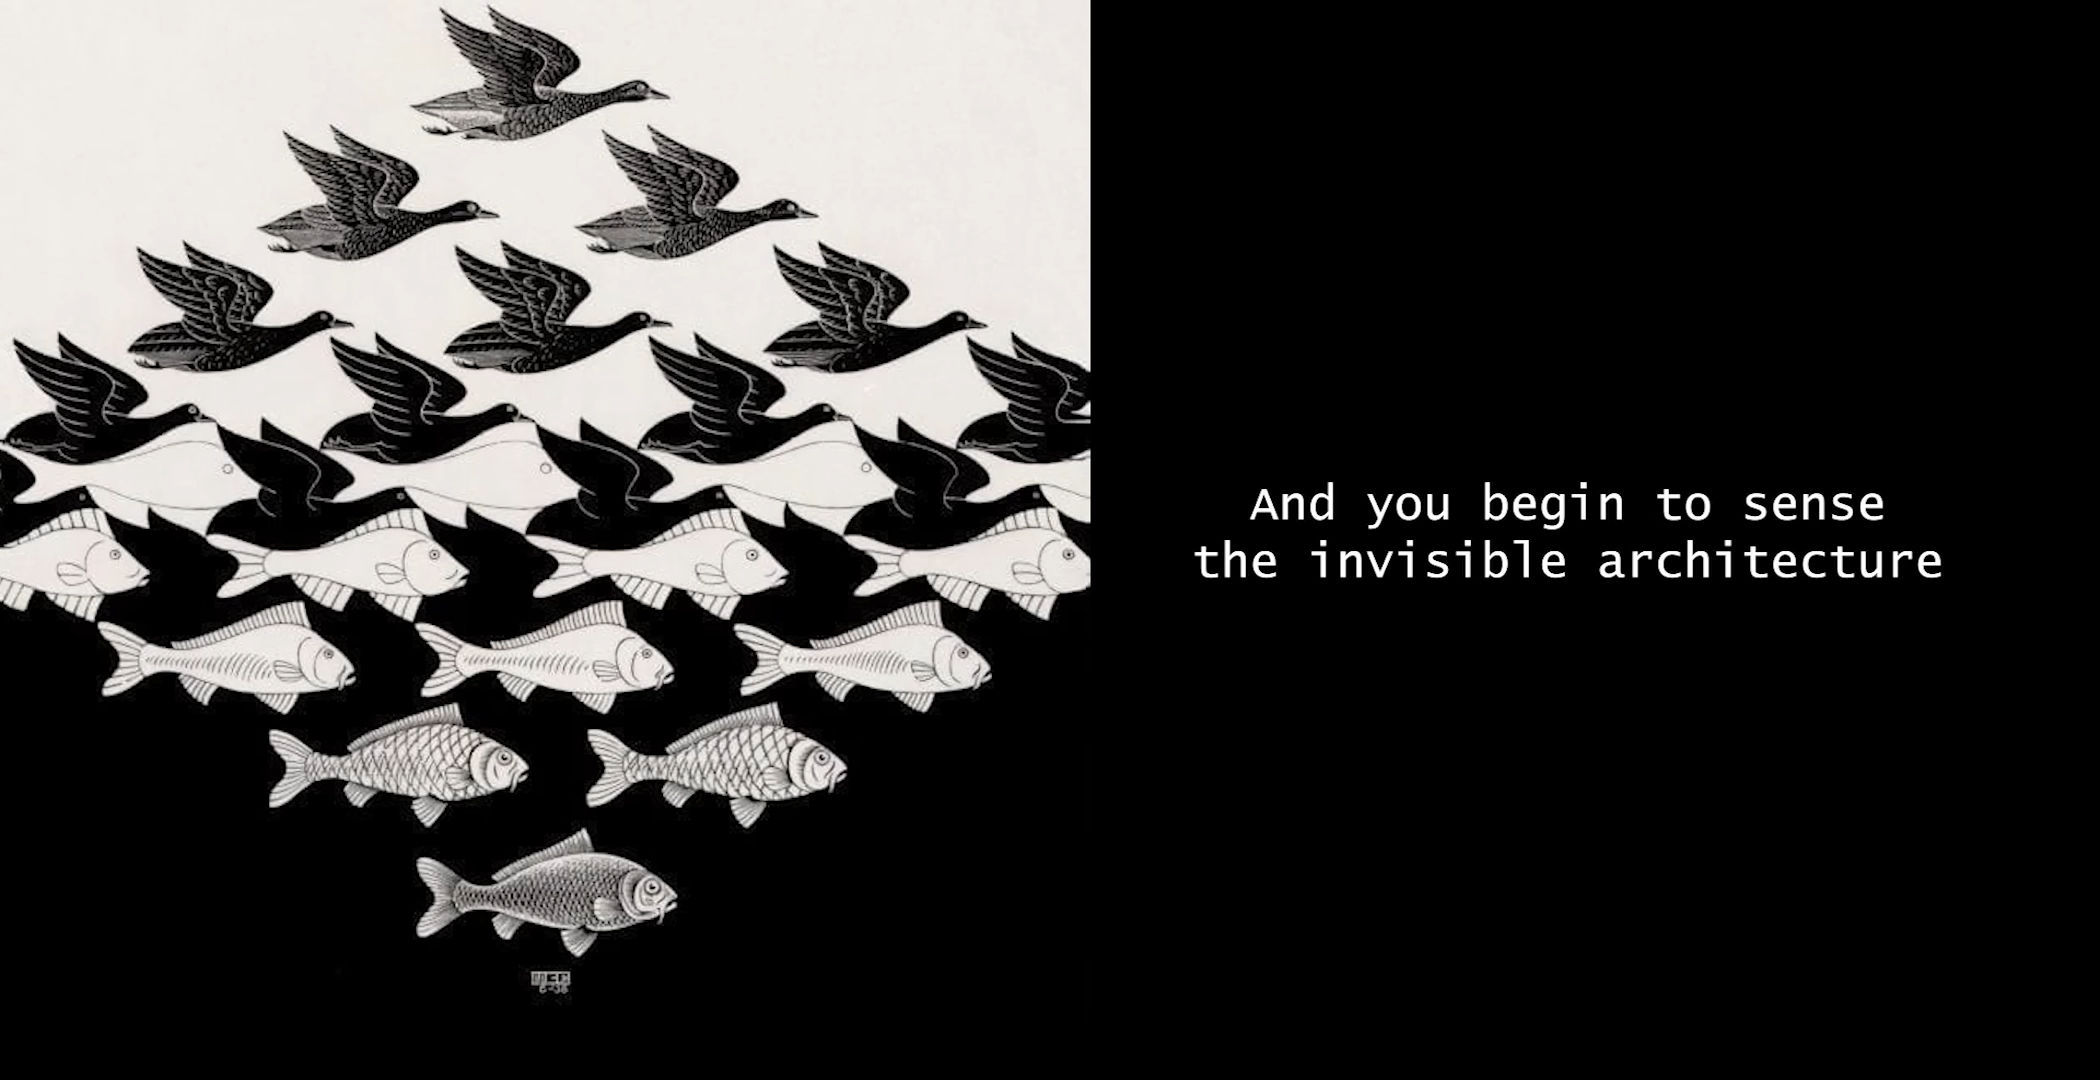 And you begin to sense
the invisible architecture